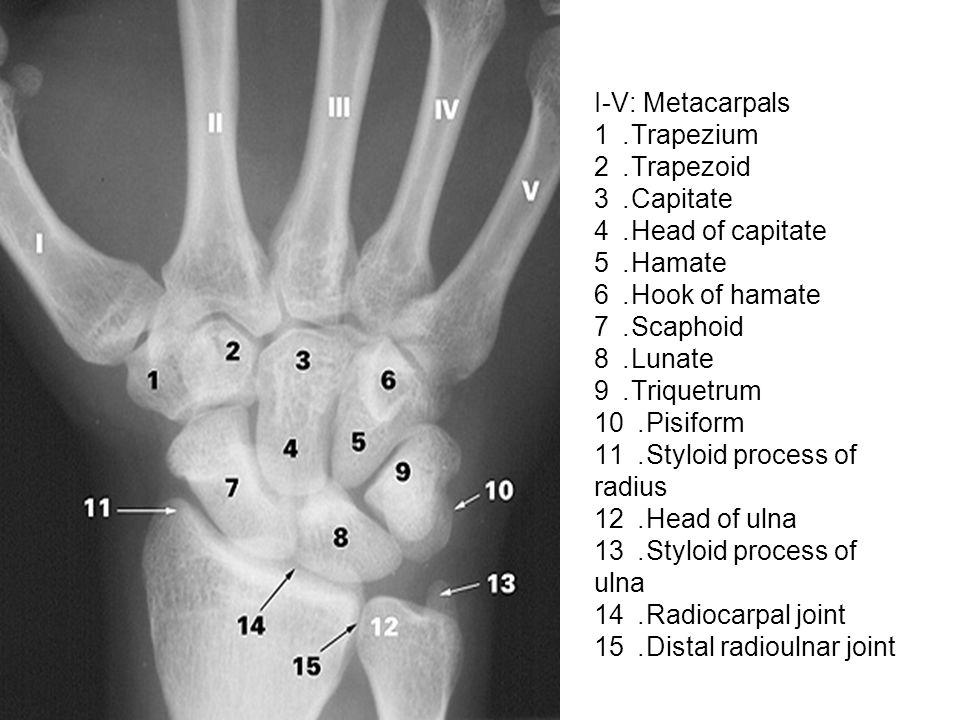 I
II
III
IV
V
1
2
3
4
5
6
7
8
9
10
11
12
13
14
15
I-V: Metacarpals
1 .Trapezium
2 .Trapezoid
3 .Capitate
4 .Head of capitate
5 .Hamate
6 .Hook of hamate
7 .Scaphoid
8 .Lunate
9 .Triquetrum
10 .Pisiform
11 .Styloid process of
radius
12 .Head of ulna
13 .Styloid process of
ulna
14 .Radiocarpal joint
15 .Distal radioulnar joint